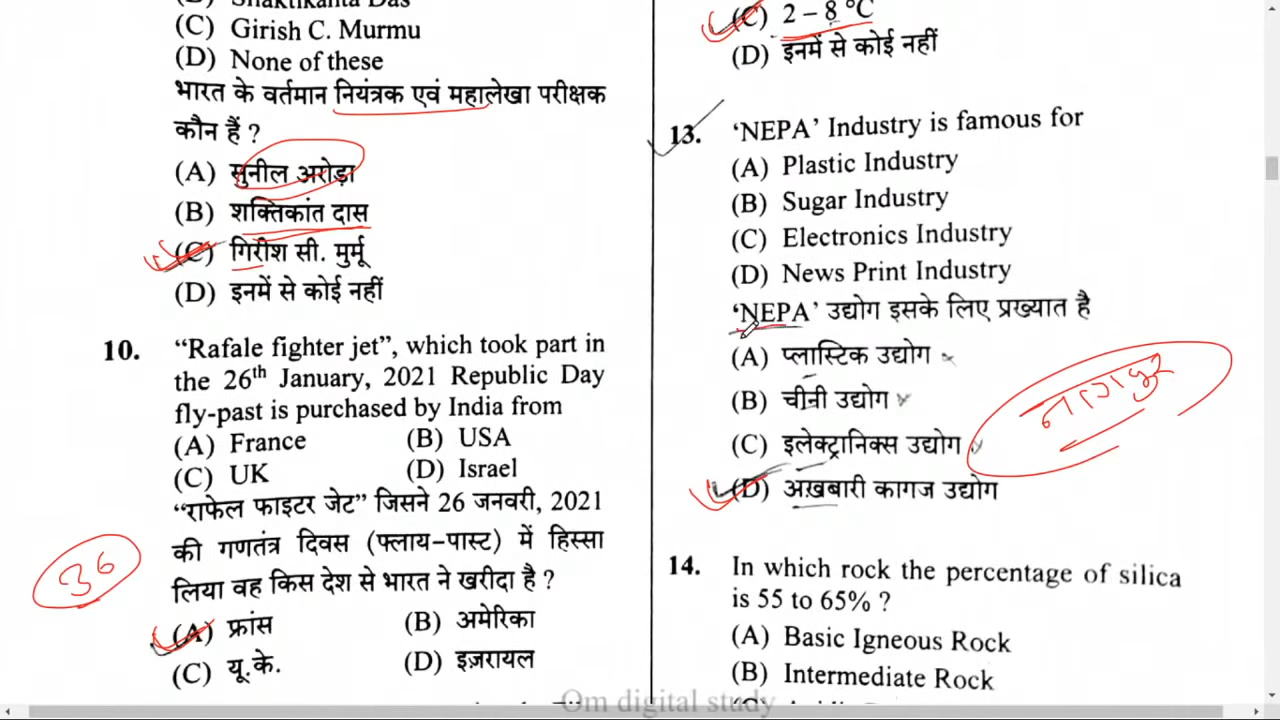 Shaktikanta Das
(C) Girish C. Murmu
(D) None of these
भारत के वर्तमान नियंत्रक एवं महालेखा परीक्षक
कौन हैं ?
(A) सुनील अरोड़ा
(B) शक्तिकांत दास
(C) गिरीश सी. मुर्मू
(D) इनमें से कोई नहीं
10. “Rafale fighter jet”, which took part in
the 26th January, 2021 Republic Day
fly-past is purchased by India from
(A) France (B) USA
(C) UK (D) Israel
“राफेल फाइटर जेट” जिसने 26 जनवरी, 2021
की गणतंत्र दिवस (फ्लाय-पास्ट) में हिस्सा
लिया वह किस देश से भारत ने खरीदा है ?
36
(A) फ्रांस (B) अमेरिका
(C) यू.के. (D) इज़रायल
(C) 2 – 8 °C
(D) इनमें से कोई नहीं
13. ‘NEPA’ Industry is famous for
(A) Plastic Industry
(B) Sugar Industry
(C) Electronics Industry
(D) News Print Industry
‘NEPA’ उद्योग इसके लिए प्रख्यात है
(A) प्लास्टिक उद्योग
(B) चीनी उद्योग
(C) इलेक्ट्रानिक्स उद्योग
(D) अख़बारी कागज उद्योग
नागपुर
14. In which rock the percentage of silica
is 55 to 65% ?
(A) Basic Igneous Rock
(B) Intermediate Rock
Om digital study